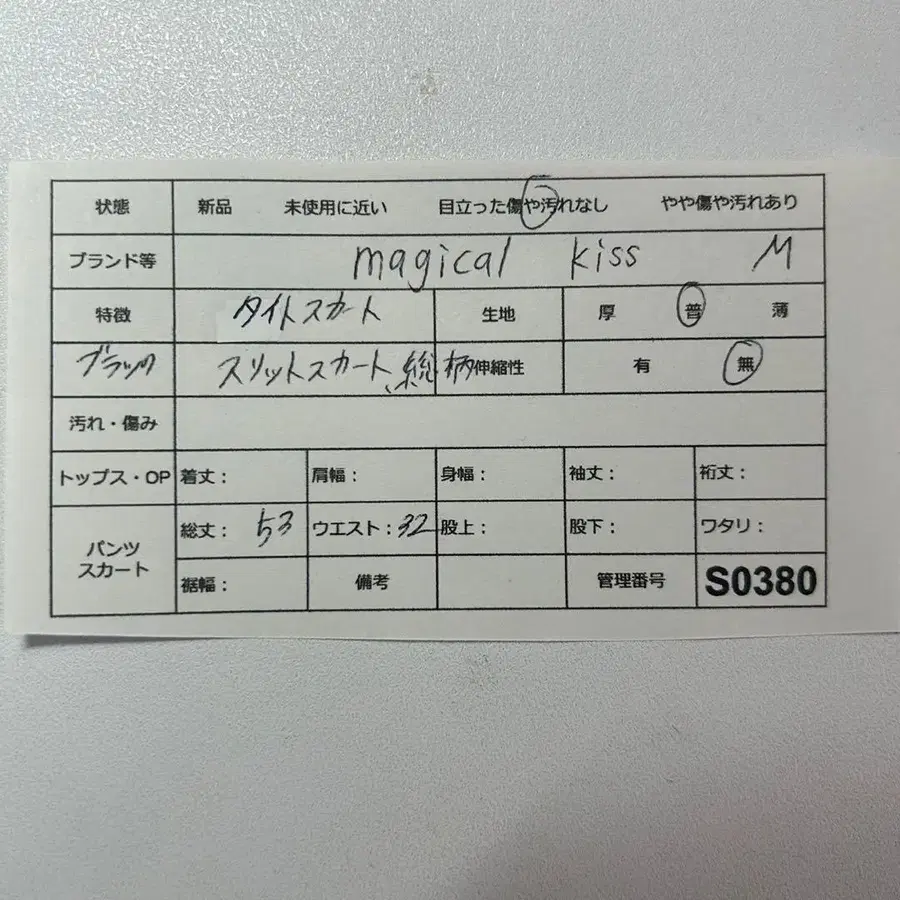 状態 新品 未使用に近い 目立った傷や汚れなし やや傷や汚れあり
ブランド等 magical kiss M
特徴 タイトスカート 生地 厚 普 薄
ブラック スリットスカート、総柄 伸縮性 有 無
汚れ・傷み
トップス・OP 着丈： 肩幅： 身幅： 袖丈： 裄丈：
パンツ スカート 総丈： 53 ウエスト：32 股上： 股下： ワタリ：
裾幅： 備考 管理番号 S0380